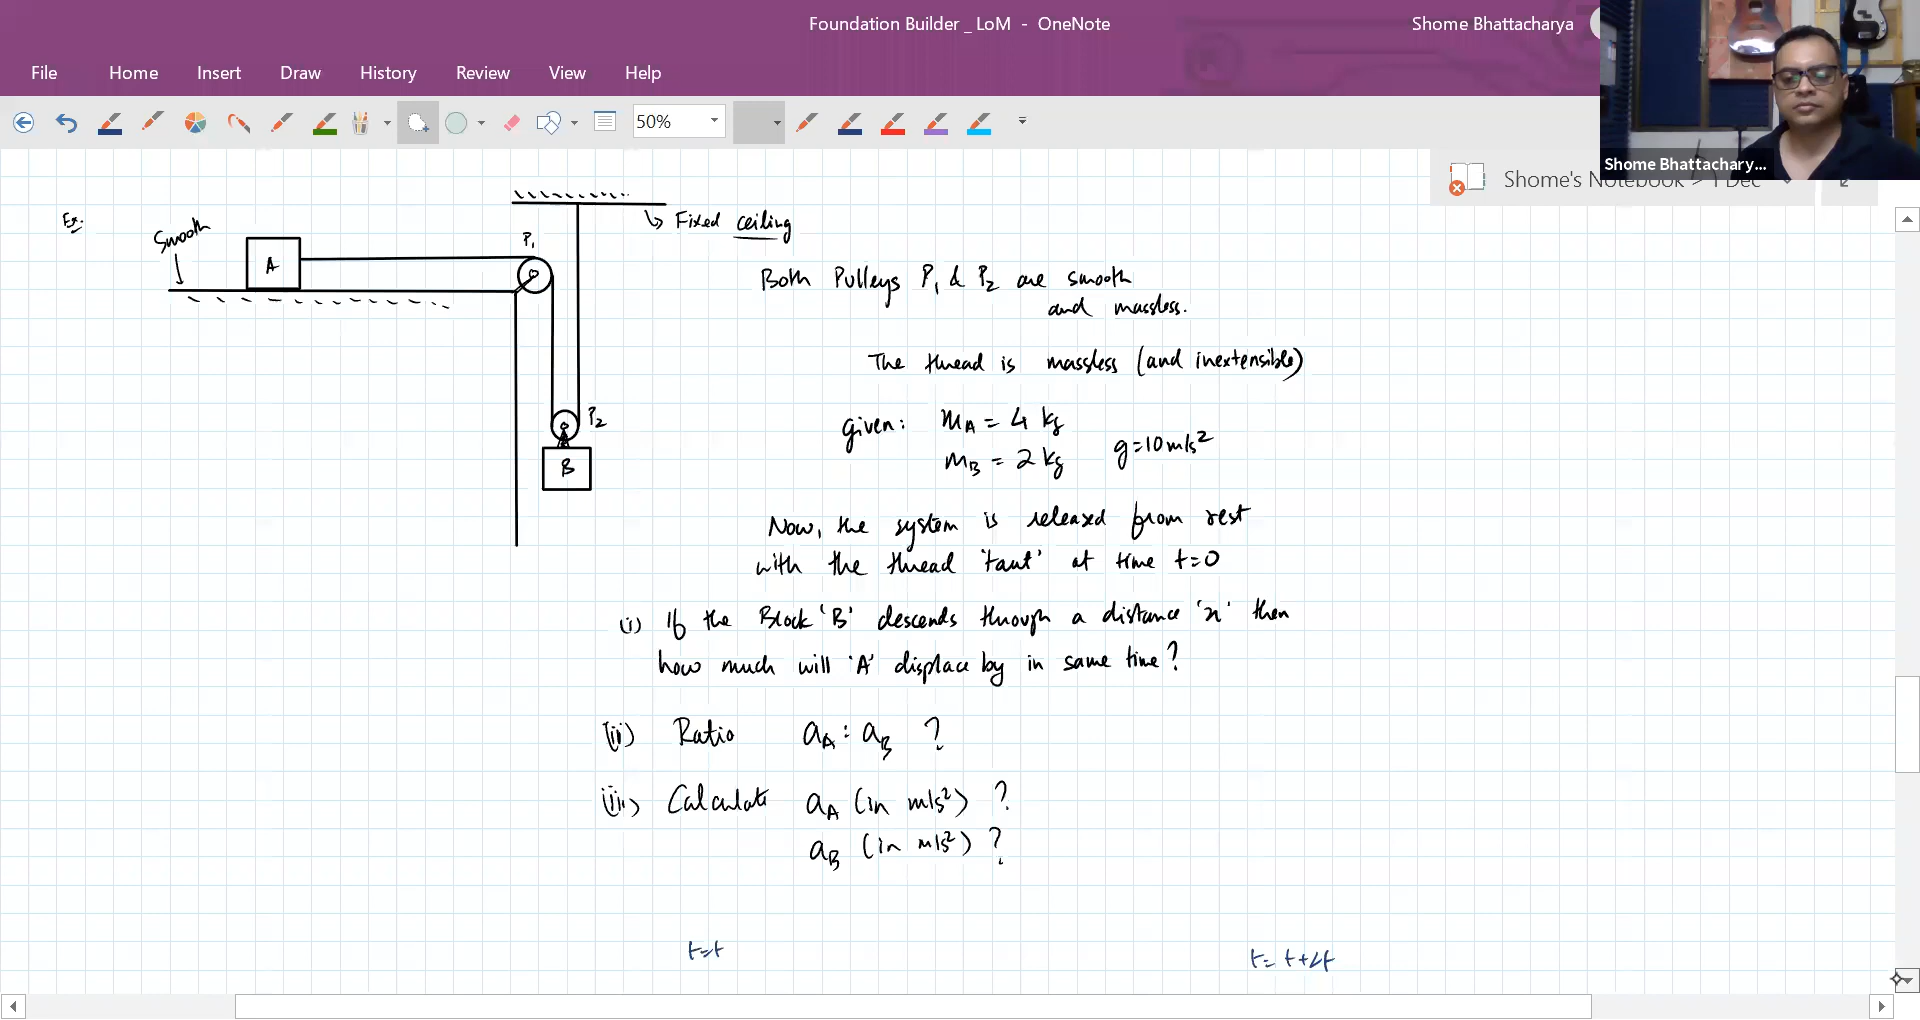 Foundation Builder _ LoM - OneNote
Shome Bhattacharya
File Home Insert Draw History Review View Help
50%
Shome Bhattachary...
Shome's Notebook > 1 Dec
Ex.
Smooth
A
P1
↳ Fixed ceiling
Both Pulleys P1 & P2 are smooth
and massless.
The thread is massless (and inextensible)
P2
B
given: mA = 4 kg
mB = 2 kg
g=10m/s²
Now, the system is released from rest
with the thread 'taut' at time t=0
(i) If the Block 'B' descends through a distance 'x' then
how much will 'A' displace by in same time?
(ii) Ratio aA : aB ?
(iii) Calculate aA (in m/s²) ?
aB (in m/s²) ?
t=t
t= t+Δt